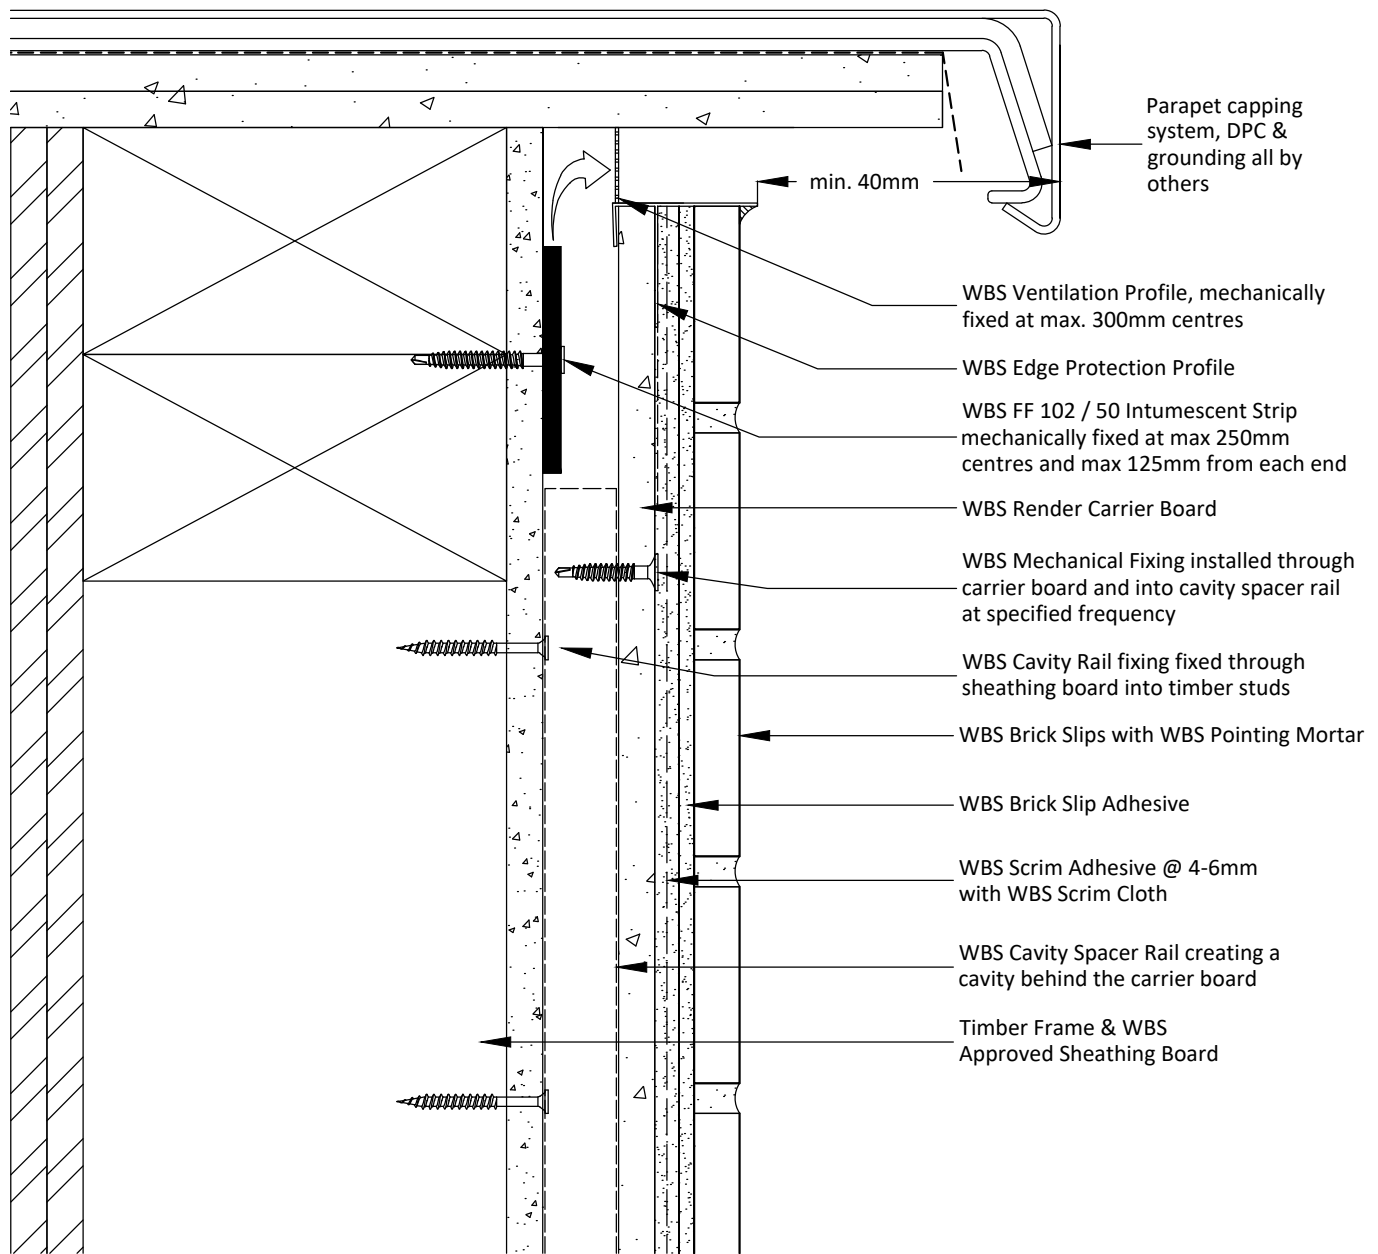 Parapet capping
system, DPC &
grounding all by
others
min. 40mm
WBS Ventilation Profile, mechanically
fixed at max. 300mm centres
WBS Edge Protection Profile
WBS FF 102 / 50 Intumescent Strip
mechanically fixed at max 250mm
centres and max 125mm from each end
WBS Render Carrier Board
WBS Mechanical Fixing installed through
carrier board and into cavity spacer rail
at specified frequency
WBS Cavity Rail fixing fixed through
sheathing board into timber studs
WBS Brick Slips with WBS Pointing Mortar
WBS Brick Slip Adhesive
WBS Scrim Adhesive @ 4-6mm
with WBS Scrim Cloth
WBS Cavity Spacer Rail creating a
cavity behind the carrier board
Timber Frame & WBS
Approved Sheathing Board